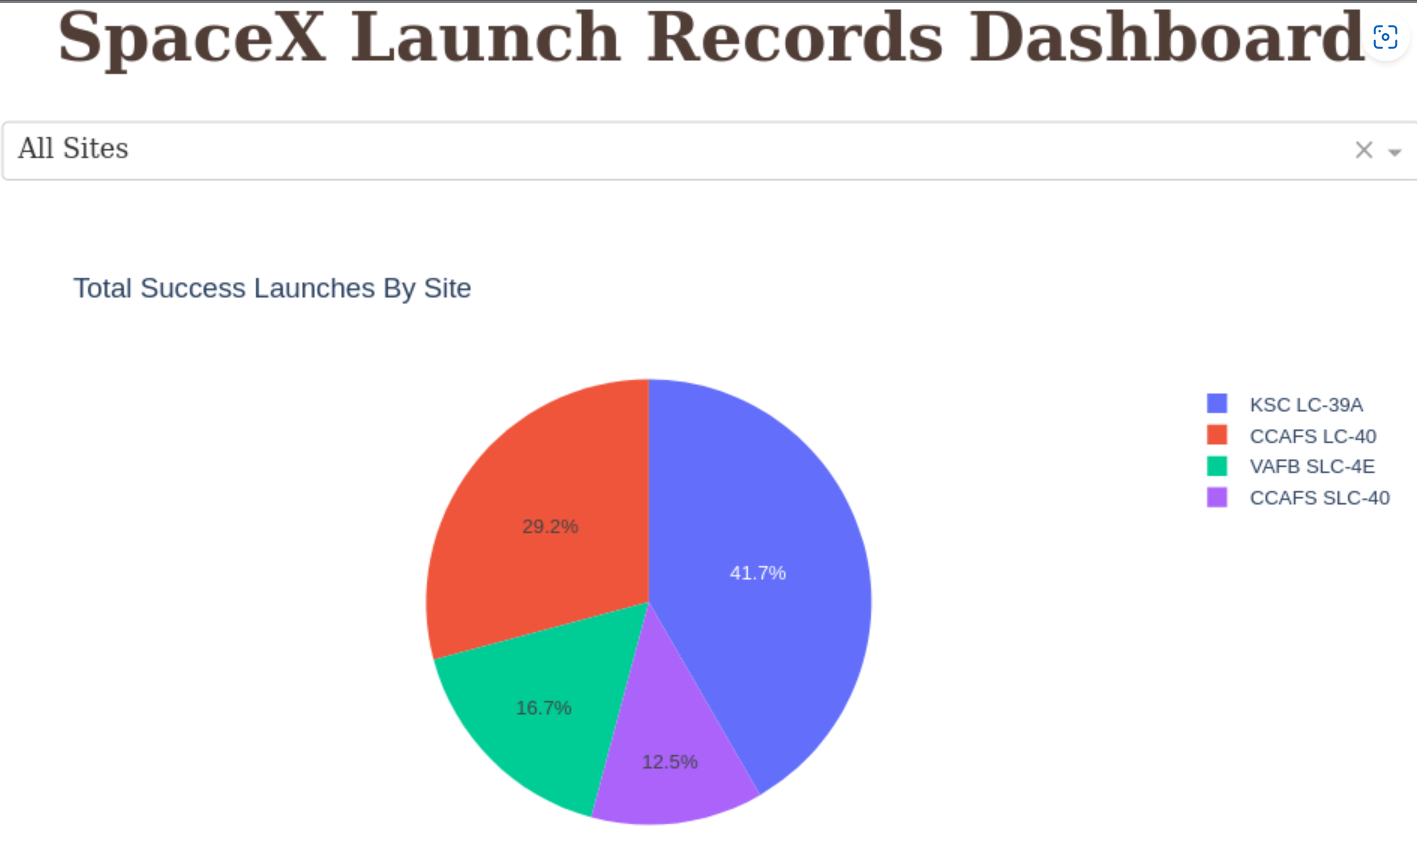 SpaceX Launch Records Dashboard
All Sites
Total Success Launches By Site
KSC LC-39A
CCAFS LC-40
VAFB SLC-4E
CCAFS SLC-40
29.2%
41.7%
16.7%
12.5%